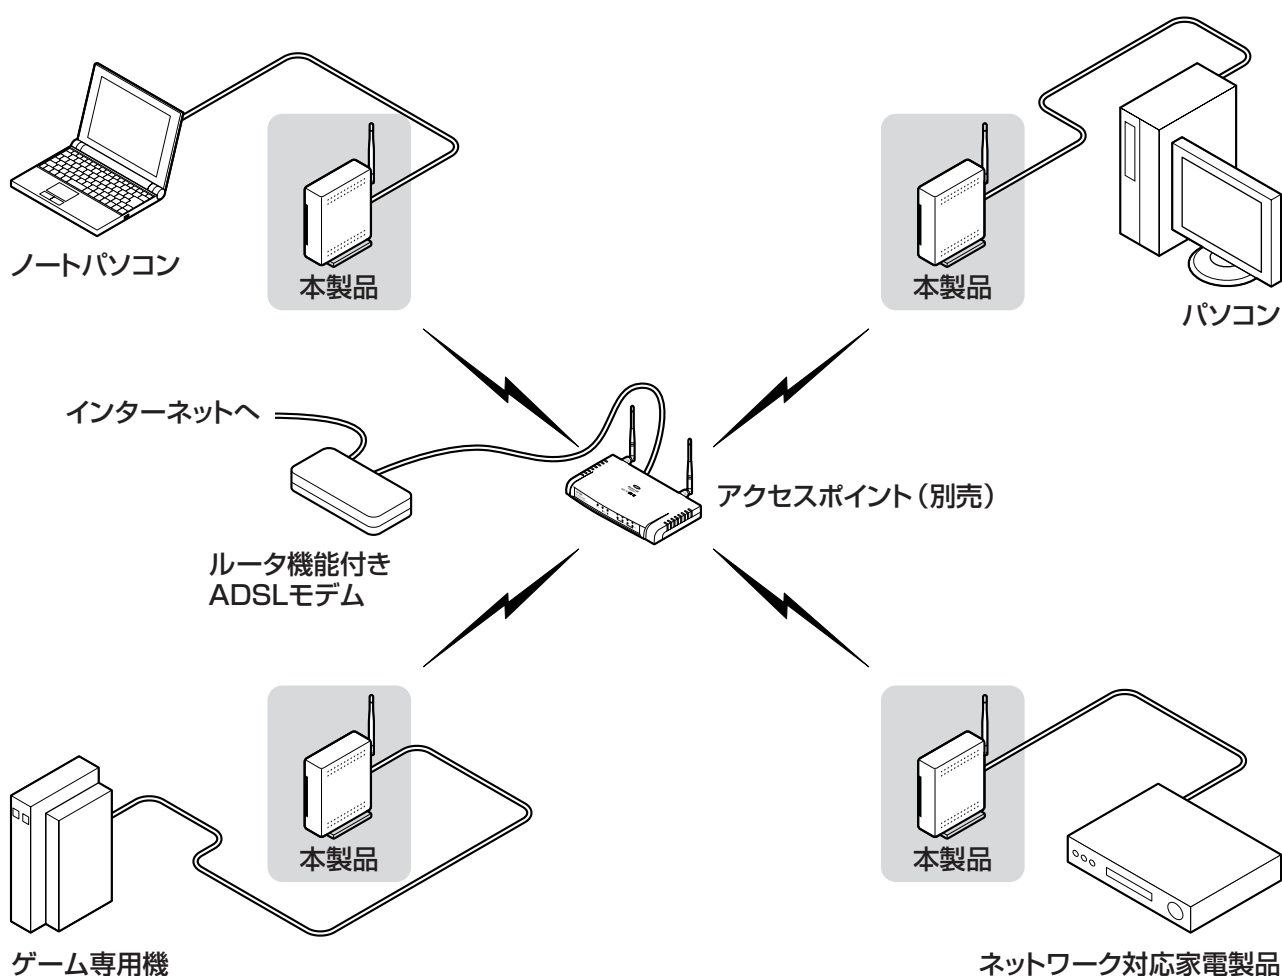 ノートパソコン
本製品
本製品
パソコン
インターネットへ
アクセスポイント（別売）
ルータ機能付き
ADSLモデム
本製品
本製品
ゲーム専用機
ネットワーク対応家電製品